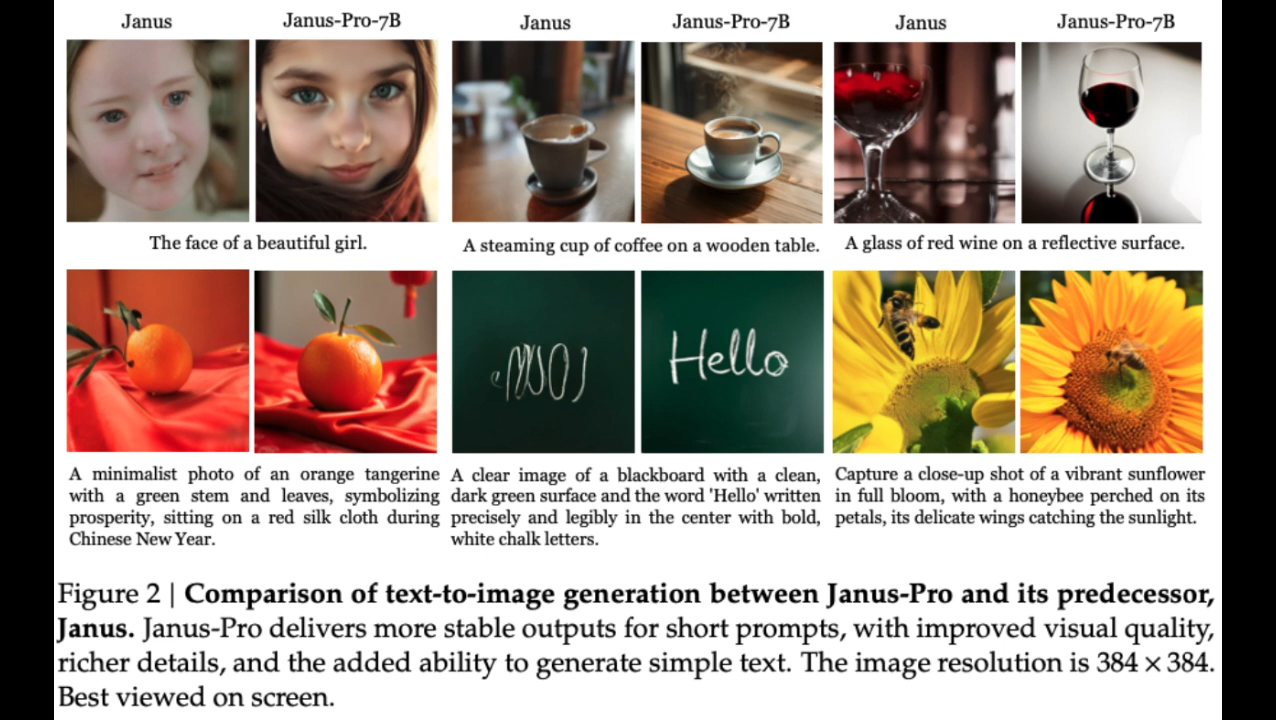 Janus
Janus-Pro-7B
Janus
Janus-Pro-7B
Janus
Janus-Pro-7B
The face of a beautiful girl.
A steaming cup of coffee on a wooden table.
A glass of red wine on a reflective surface.
Hello
A minimalist photo of an orange tangerine
with a green stem and leaves, symbolizing
prosperity, sitting on a red silk cloth during
Chinese New Year.
A clear image of a blackboard with a clean,
dark green surface and the word 'Hello' written
precisely and legibly in the center with bold,
white chalk letters.
Capture a close-up shot of a vibrant sunflower
in full bloom, with a honeybee perched on its
petals, its delicate wings catching the sunlight.
Figure 2 | Comparison of text-to-image generation between Janus-Pro and its predecessor,
Janus. Janus-Pro delivers more stable outputs for short prompts, with improved visual quality,
richer details, and the added ability to generate simple text. The image resolution is 384 × 384.
Best viewed on screen.